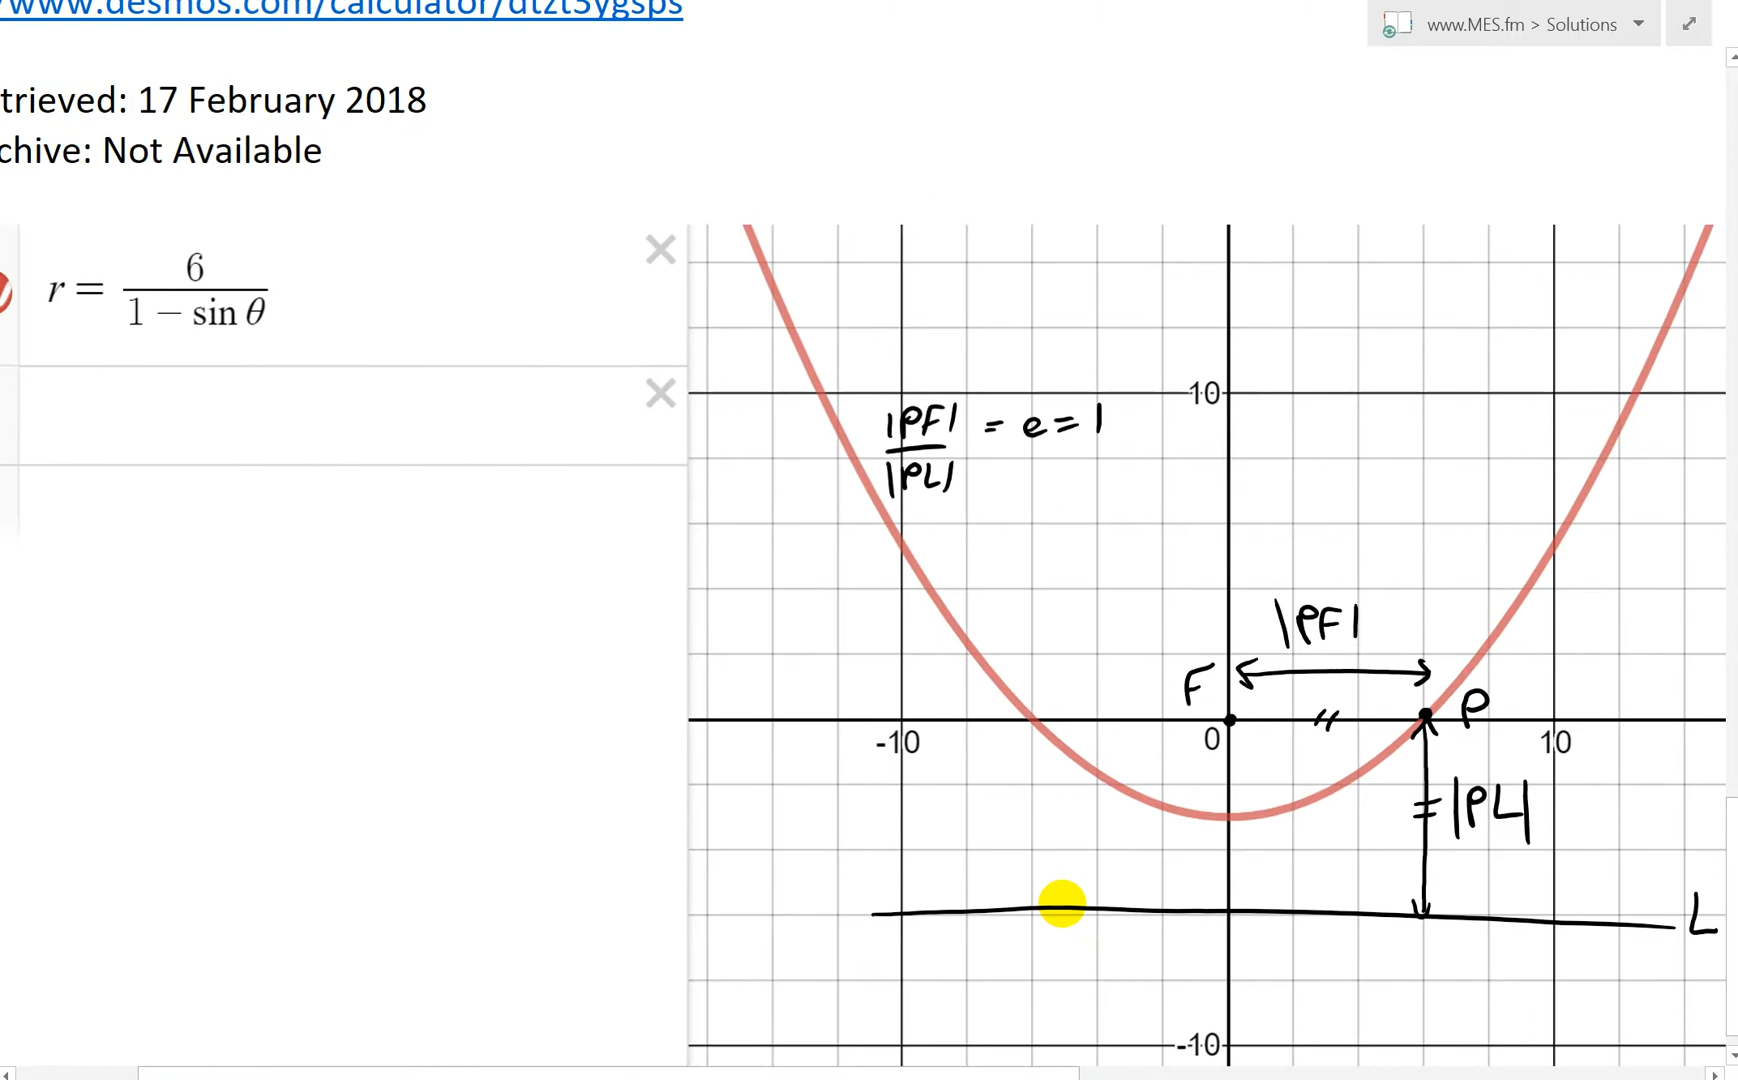 /www.desmos.com/calculator/dtzt3ygsps
www.MES.fm > Solutions
trieved: 17 February 2018
chive: Not Available
r = 6 / (1 − sin θ)
10
|PF| / |PL| = e = 1
|PF|
F
P
-10
0
10
= |PL|
L
-10